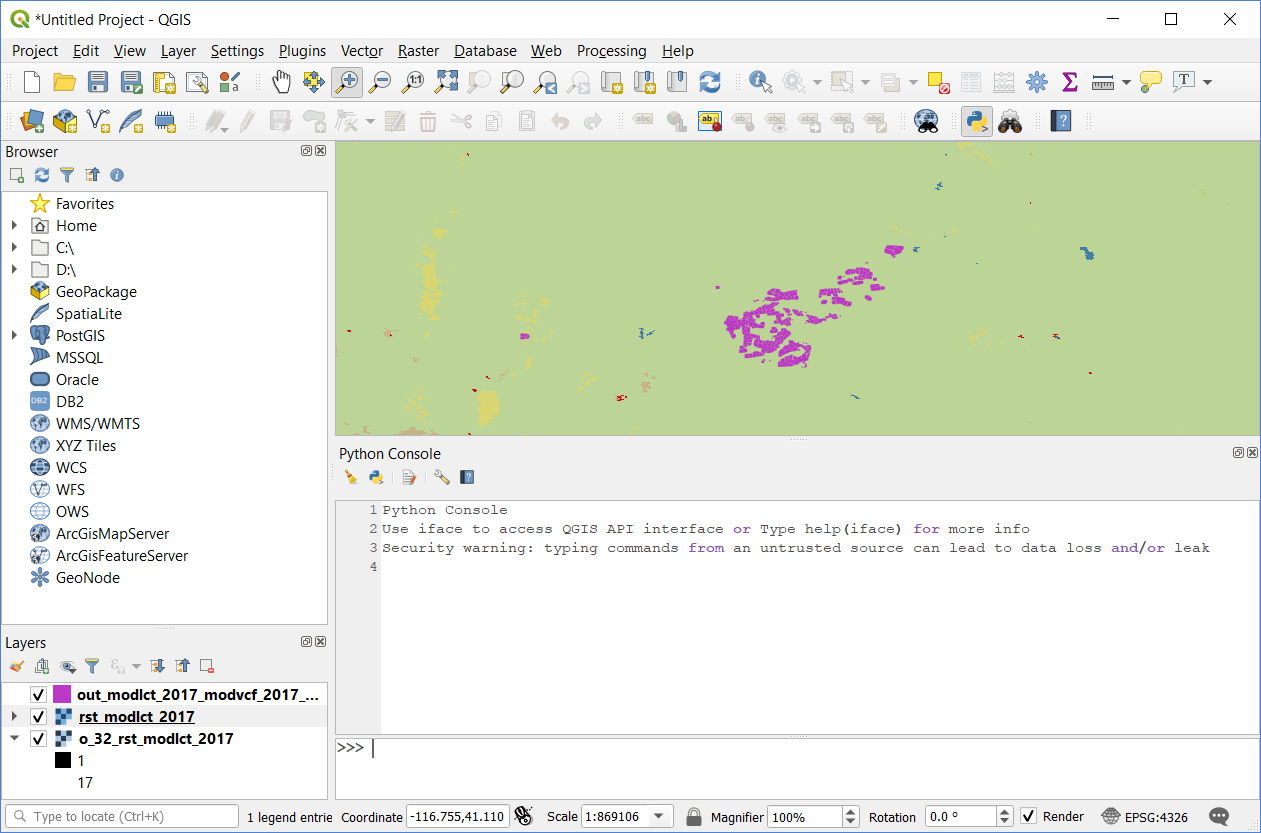 *Untitled Project - QGIS
Project Edit View Layer Settings Plugins Vector Raster Database Web Processing Help
Browser
Favorites
Home
C:\
D:\
GeoPackage
SpatiaLite
PostGIS
MSSQL
Oracle
DB2 DB2
WMS/WMTS
XYZ Tiles
WCS
WFS
OWS
ArcGisMapServer
ArcGisFeatureServer
GeoNode
Python Console
1 Python Console
2 Use iface to access QGIS API interface or Type help(iface) for more info
3 Security warning: typing commands from an untrusted source can lead to data loss and/or leak
4
>>>
Layers
out_modlct_2017_modvcf_2017_...
rst_modlct_2017
o_32_rst_modlct_2017
1
17
Type to locate (Ctrl+K) 1 legend entrie Coordinate -116.755,41.110 Scale 1:869106 Magnifier 100% Rotation 0.0 ° Render EPSG:4326